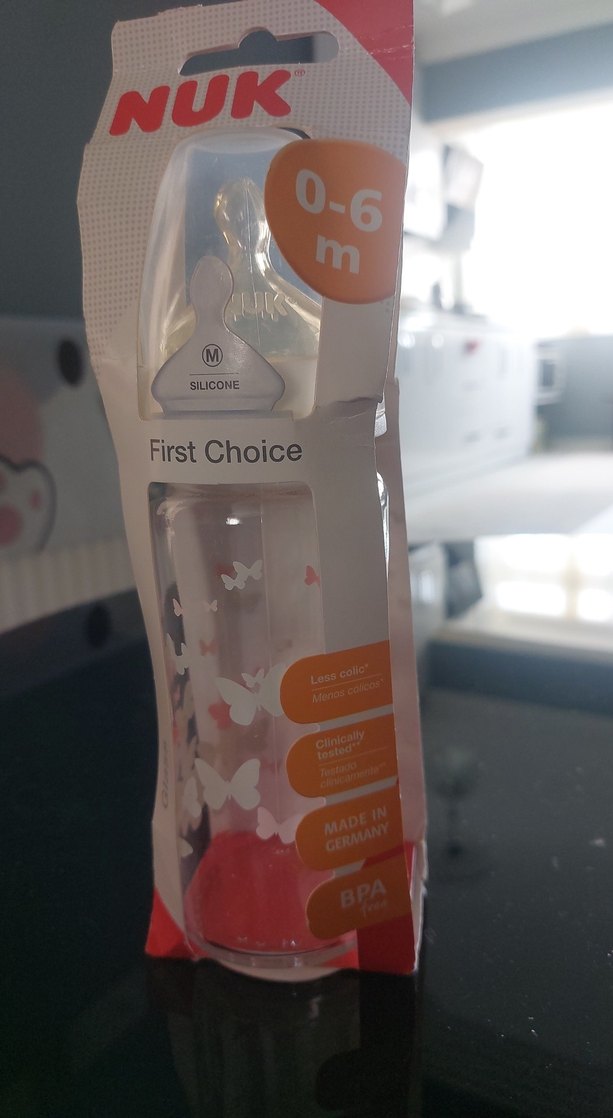 NUK®
0-6
m
NUK
M
SILICONE
First Choice
Less colic*
Menos cólicos*
Clinically
tested**
Testado
clinicamente**
MADE IN
GERMANY
BPA
free